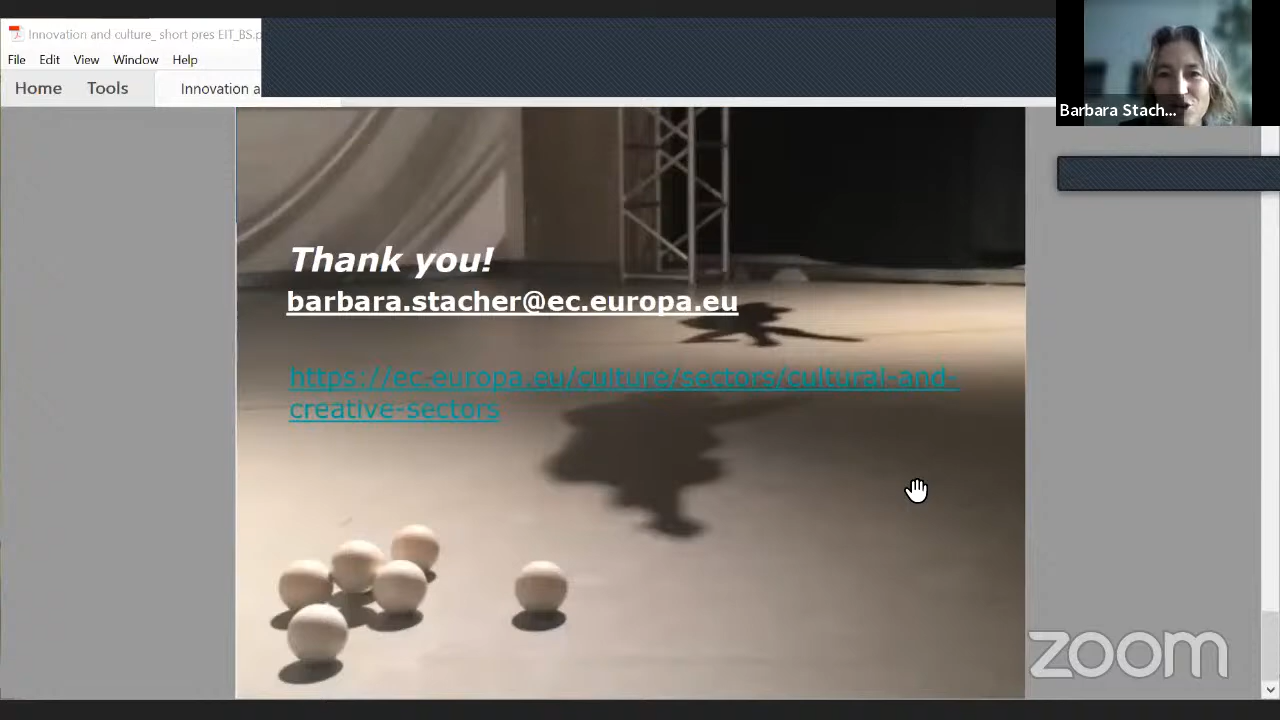 Innovation and culture_ short pres EIT_BS.p
File Edit View Window Help
Home Tools Innovation a
Barbara Stach...
Thank you!
barbara.stacher@ec.europa.eu
https://ec.europa.eu/culture/sectors/cultural-and-
creative-sectors
zoom